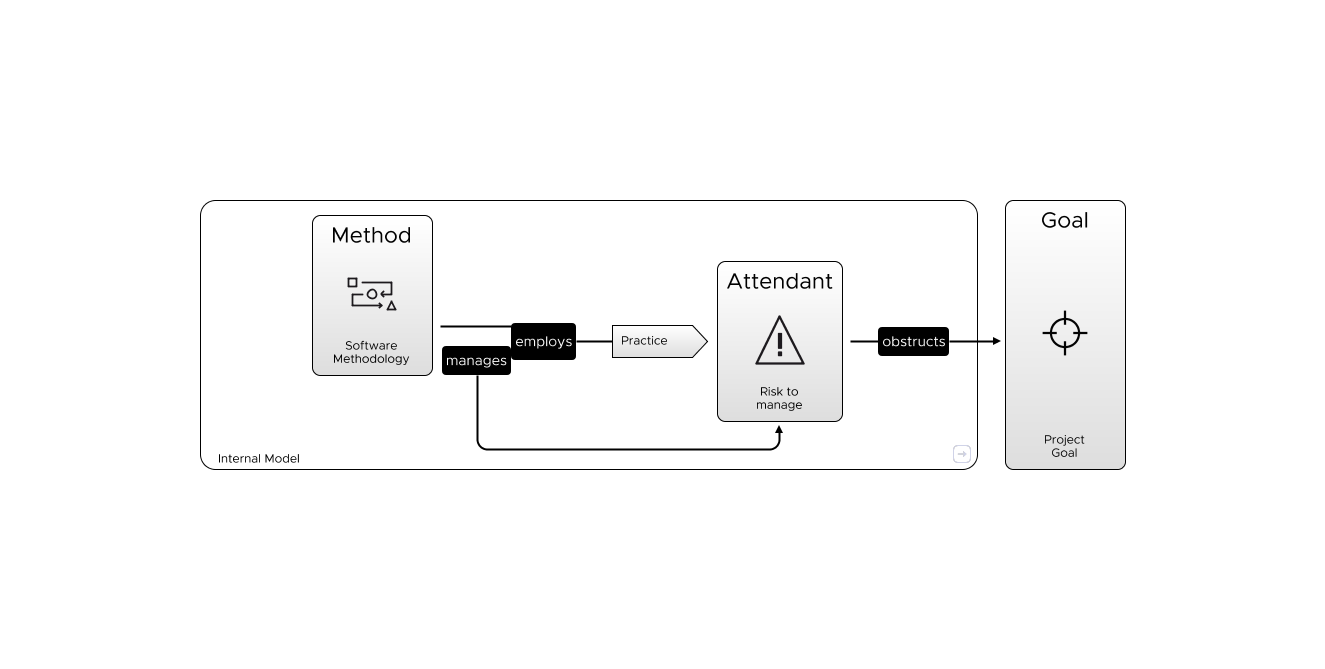 Method
Software
Methodology
employs
manages
Practice
Attendant
Risk to
manage
obstructs
Goal
Project
Goal
Internal Model